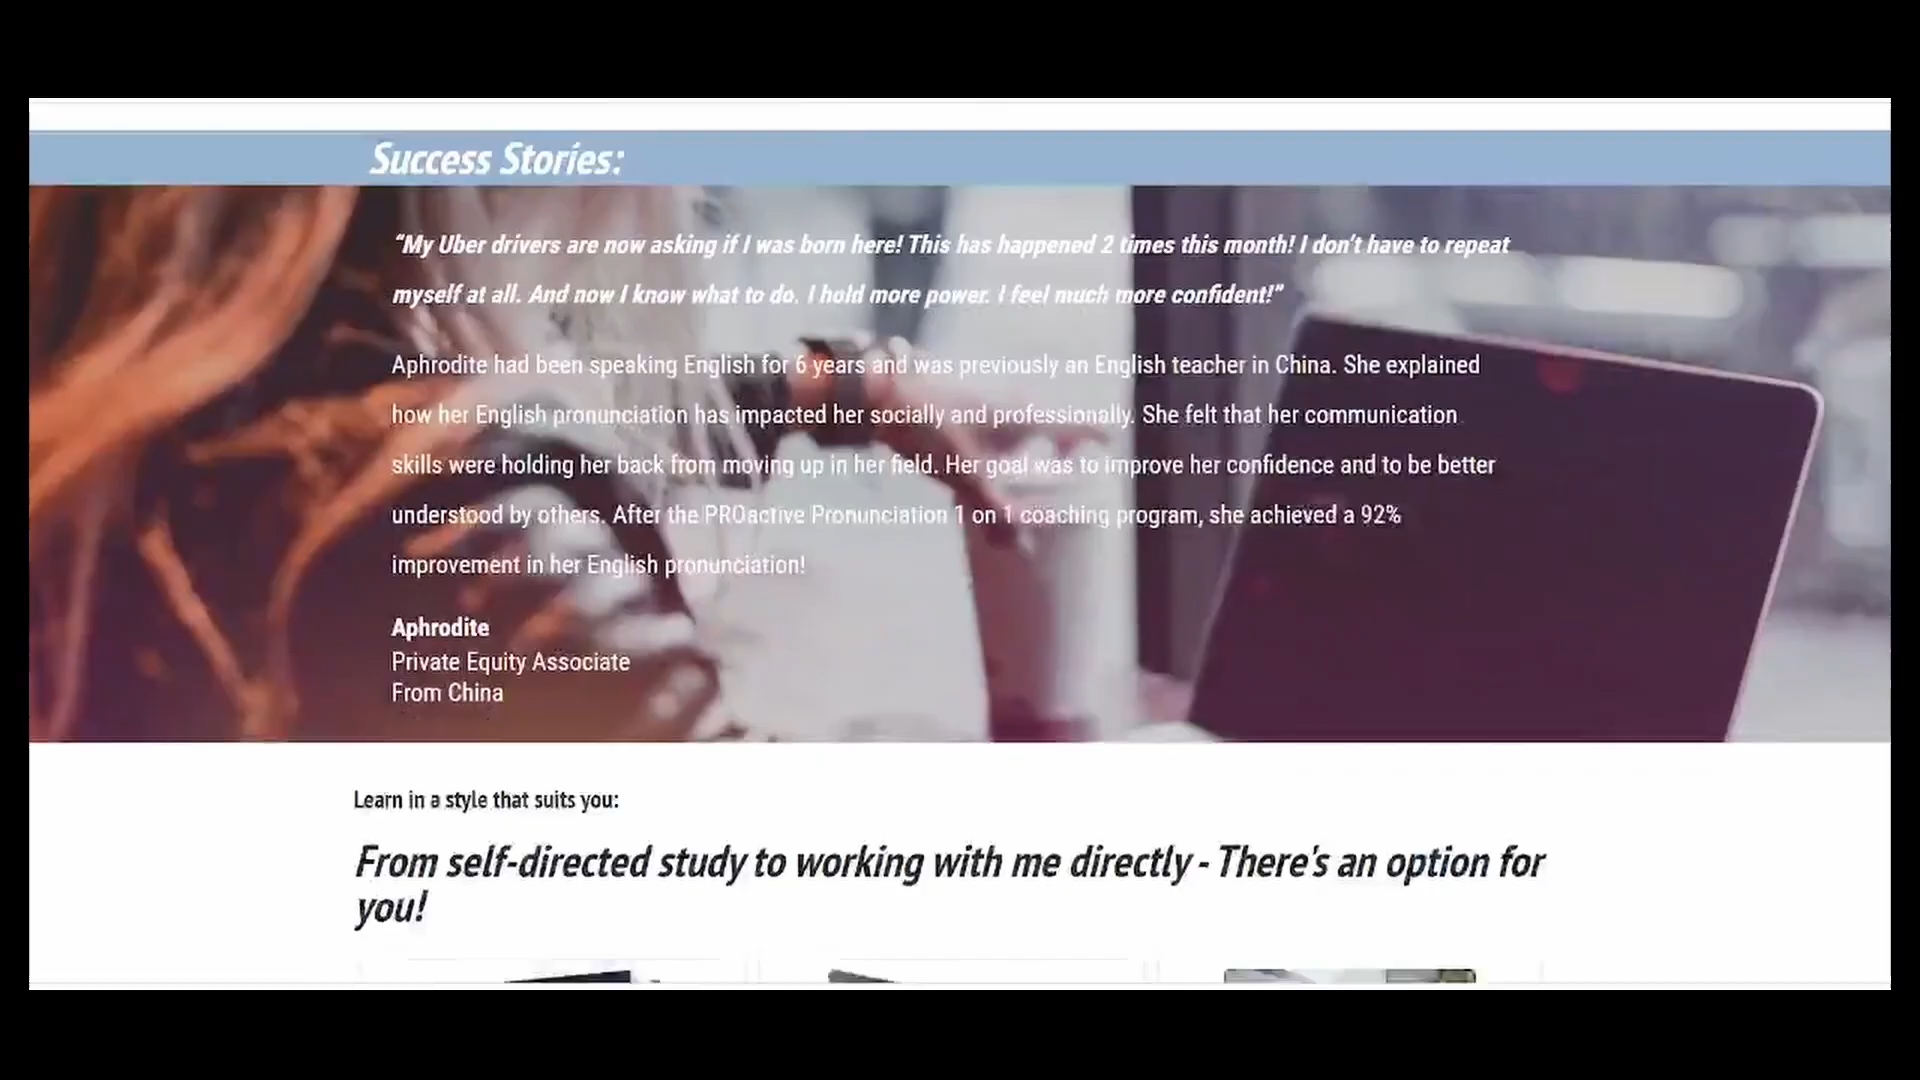 Success Stories:
“My Uber drivers are now asking if I was born here! This has happened 2 times this month! I don’t have to repeat
myself at all. And now I know what to do. I hold more power. I feel much more confident!”
Aphrodite had been speaking English for 6 years and was previously an English teacher in China. She explained
how her English pronunciation has impacted her socially and professionally. She felt that her communication
skills were holding her back from moving up in her field. Her goal was to improve her confidence and to be better
understood by others. After the PROactive Pronunciation 1 on 1 coaching program, she achieved a 92%
improvement in her English pronunciation!
Aphrodite
Private Equity Associate
From China
Learn in a style that suits you:
From self-directed study to working with me directly - There's an option for
you!